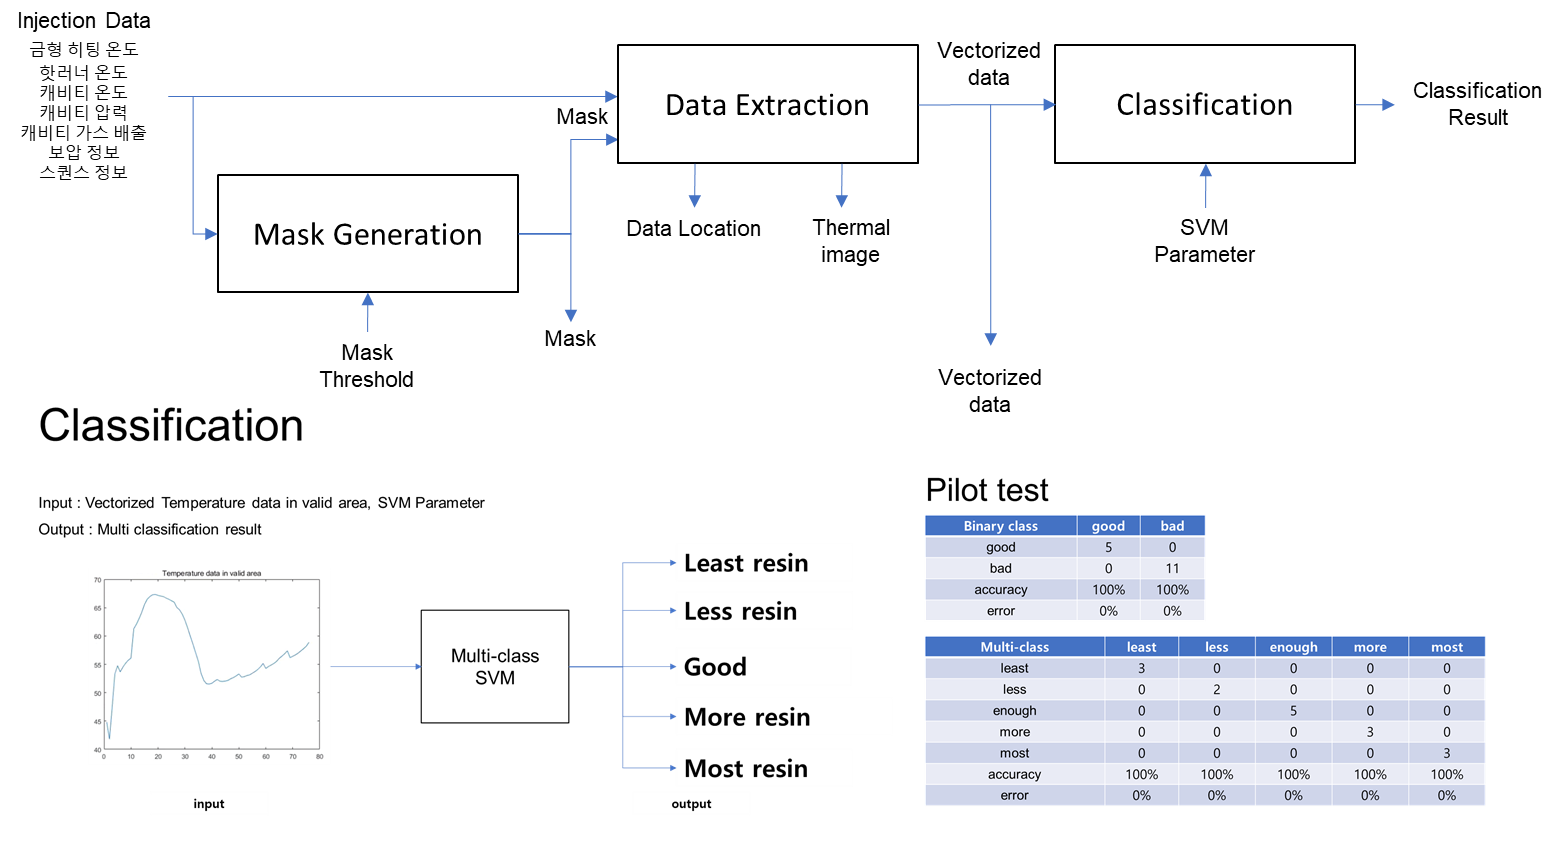 Injection Data
금형 히팅 온도
핫러너 온도
캐비티 온도
캐비티 압력
캐비티 가스 배출
보압 정보
스퀀스 정보
Mask Generation
Mask
Threshold
Mask
Mask
Data Extraction
Data Location
Thermal
image
Vectorized
data
Vectorized
data
Classification
SVM
Parameter
Classification
Result
Classification
Input : Vectorized Temperature data in valid area, SVM Parameter
Output : Multi classification result
Temperature data in valid area
70
65
60
55
50
45
40
0 10 20 30 40 50 60 70 80
input
Multi-class
SVM
Least resin
Less resin
Good
More resin
Most resin
output
Pilot test
Binary class good bad
good 5 0
bad 0 11
accuracy 100% 100%
error 0% 0%
Multi-class least less enough more most
least 3 0 0 0 0
less 0 2 0 0 0
enough 0 0 5 0 0
more 0 0 0 3 0
most 0 0 0 0 3
accuracy 100% 100% 100% 100% 100%
error 0% 0% 0% 0% 0%